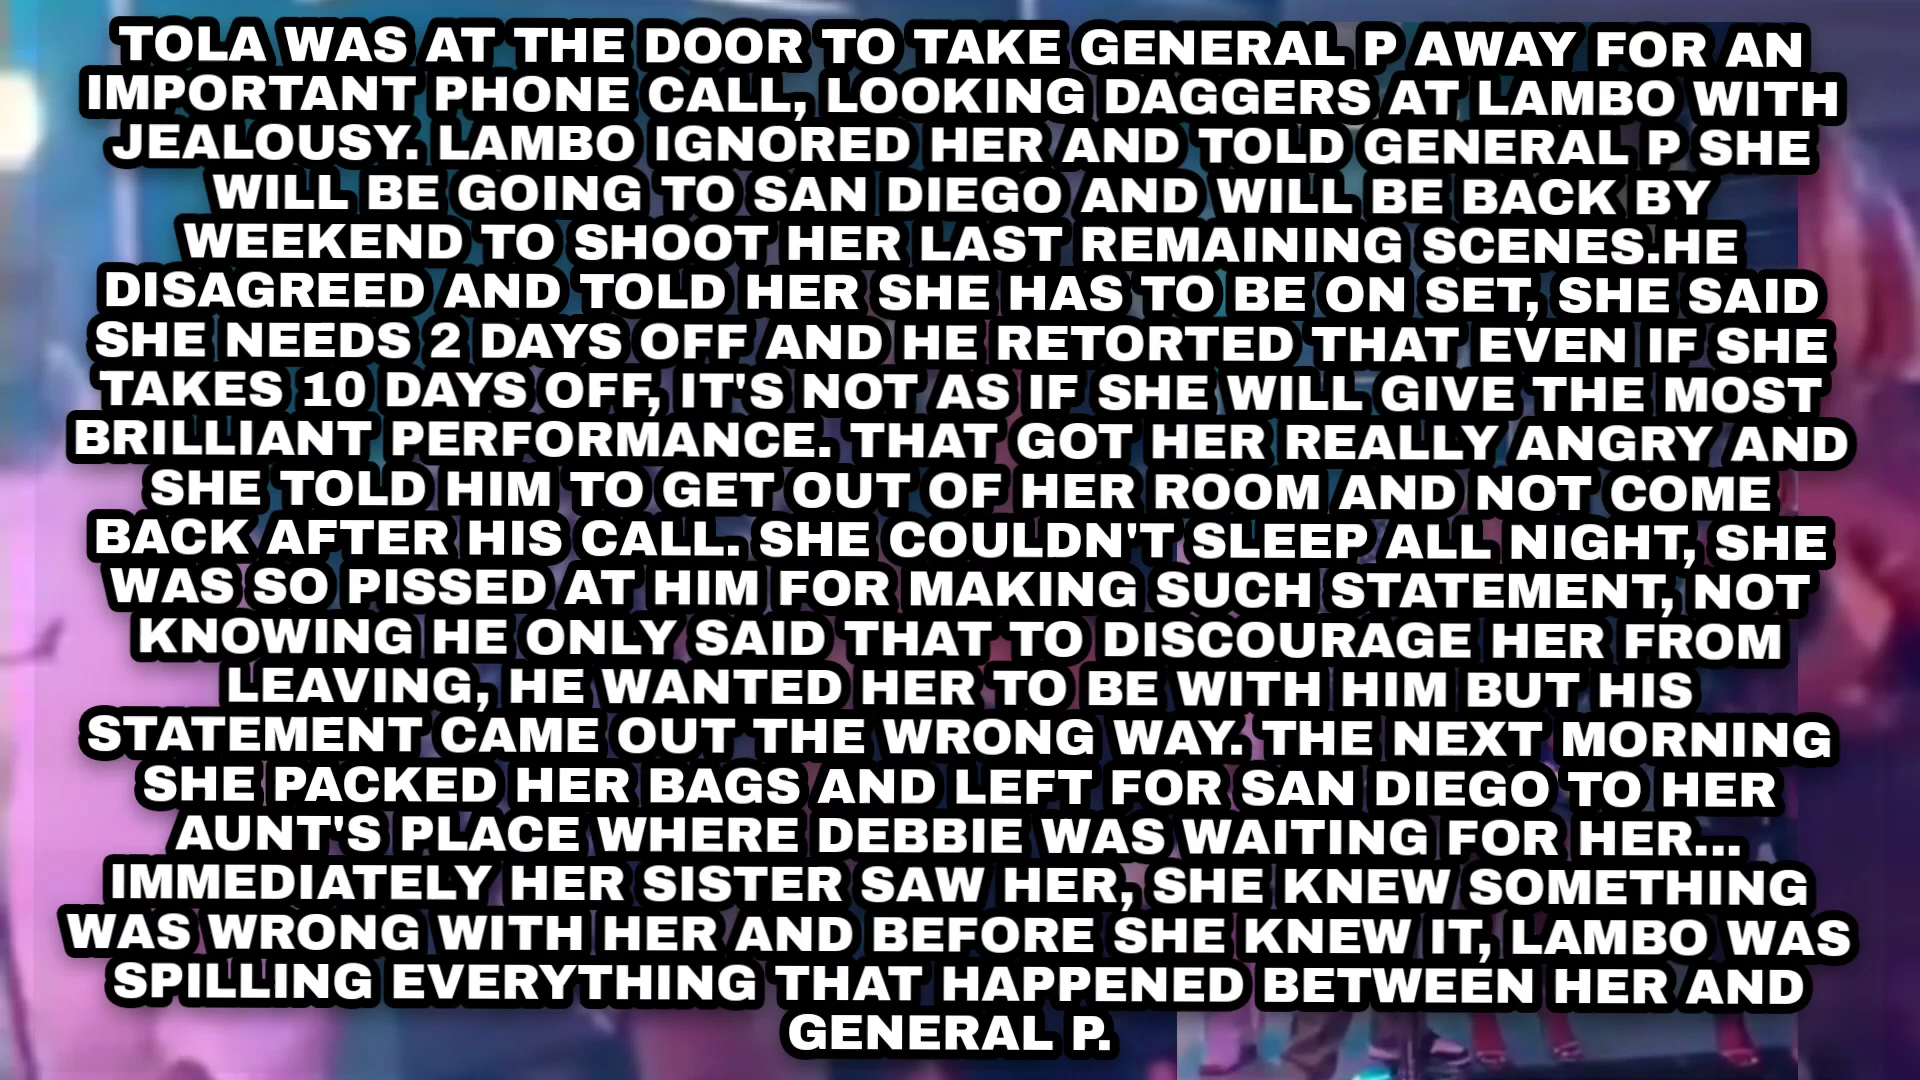 TOLA WAS AT THE DOOR TO TAKE GENERAL P AWAY FOR AN
IMPORTANT PHONE CALL, LOOKING DAGGERS AT LAMBO WITH
JEALOUSY. LAMBO IGNORED HER AND TOLD GENERAL P SHE
WILL BE GOING TO SAN DIEGO AND WILL BE BACK BY
WEEKEND TO SHOOT HER LAST REMAINING SCENES.HE
DISAGREED AND TOLD HER SHE HAS TO BE ON SET, SHE SAID
SHE NEEDS 2 DAYS OFF AND HE RETORTED THAT EVEN IF SHE
TAKES 10 DAYS OFF, IT'S NOT AS IF SHE WILL GIVE THE MOST
BRILLIANT PERFORMANCE. THAT GOT HER REALLY ANGRY AND
SHE TOLD HIM TO GET OUT OF HER ROOM AND NOT COME
BACK AFTER HIS CALL. SHE COULDN'T SLEEP ALL NIGHT, SHE
WAS SO PISSED AT HIM FOR MAKING SUCH STATEMENT, NOT
KNOWING HE ONLY SAID THAT TO DISCOURAGE HER FROM
LEAVING, HE WANTED HER TO BE WITH HIM BUT HIS
STATEMENT CAME OUT THE WRONG WAY. THE NEXT MORNING
SHE PACKED HER BAGS AND LEFT FOR SAN DIEGO TO HER
AUNT'S PLACE WHERE DEBBIE WAS WAITING FOR HER...
IMMEDIATELY HER SISTER SAW HER, SHE KNEW SOMETHING
WAS WRONG WITH HER AND BEFORE SHE KNEW IT, LAMBO WAS
SPILLING EVERYTHING THAT HAPPENED BETWEEN HER AND
GENERAL P.